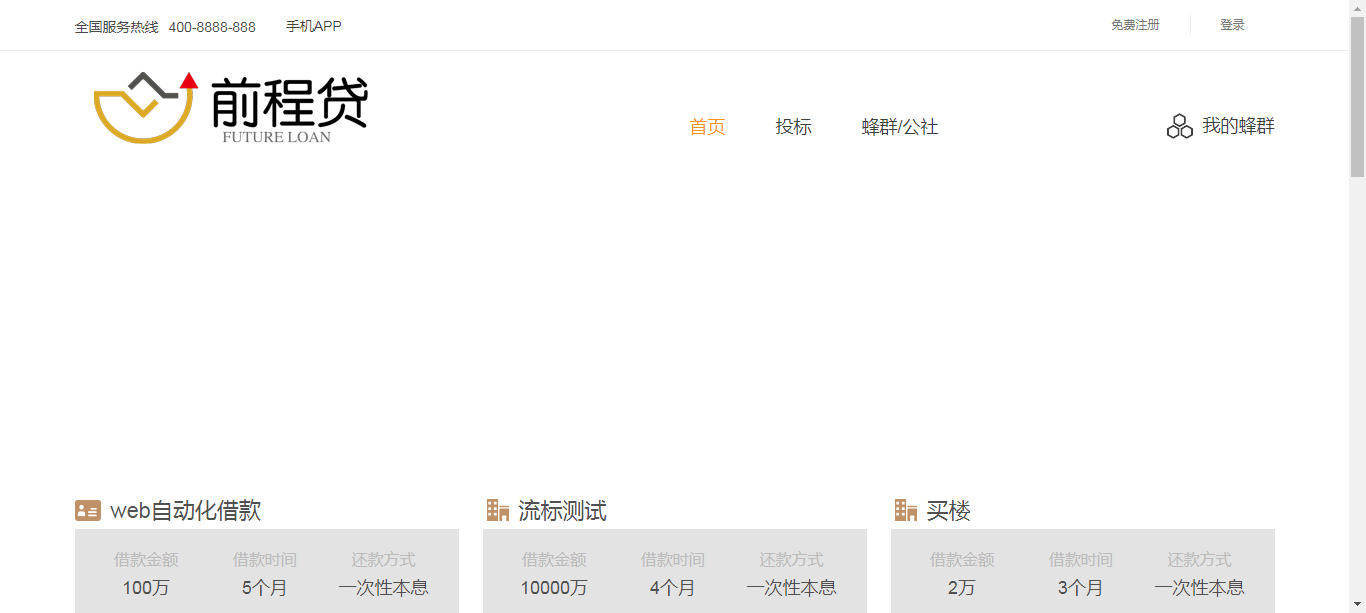 全国服务热线 400-8888-888 手机APP 免费注册 登录
前程贷
FUTURE LOAN
首页 投标 蜂群/公社 我的蜂群
web自动化借款 流标测试 买楼
借款金额 借款时间 还款方式 借款金额 借款时间 还款方式 借款金额 借款时间 还款方式
100万 5个月 一次性本息 10000万 4个月 一次性本息 2万 3个月 一次性本息